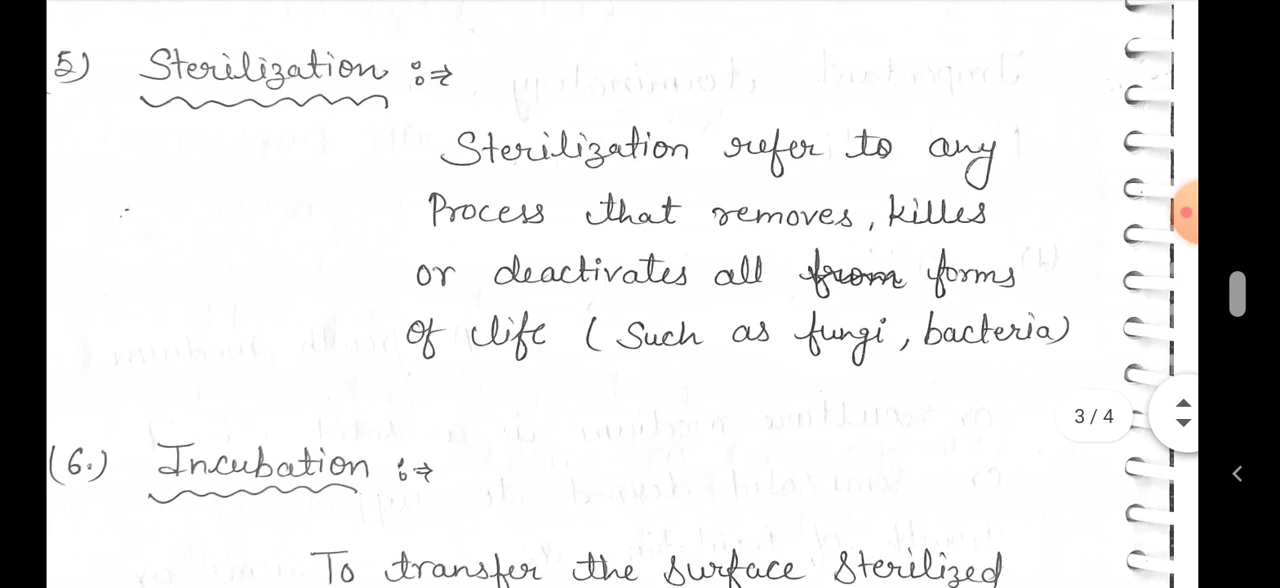 5) Sterilization :⇒
Sterilization refer to any
Process that removes, killes
or deactivates all from forms
of life (Such as fungi, bacteria)
3 / 4
(6.) Incubation :⇒
To transfer the surface sterilized